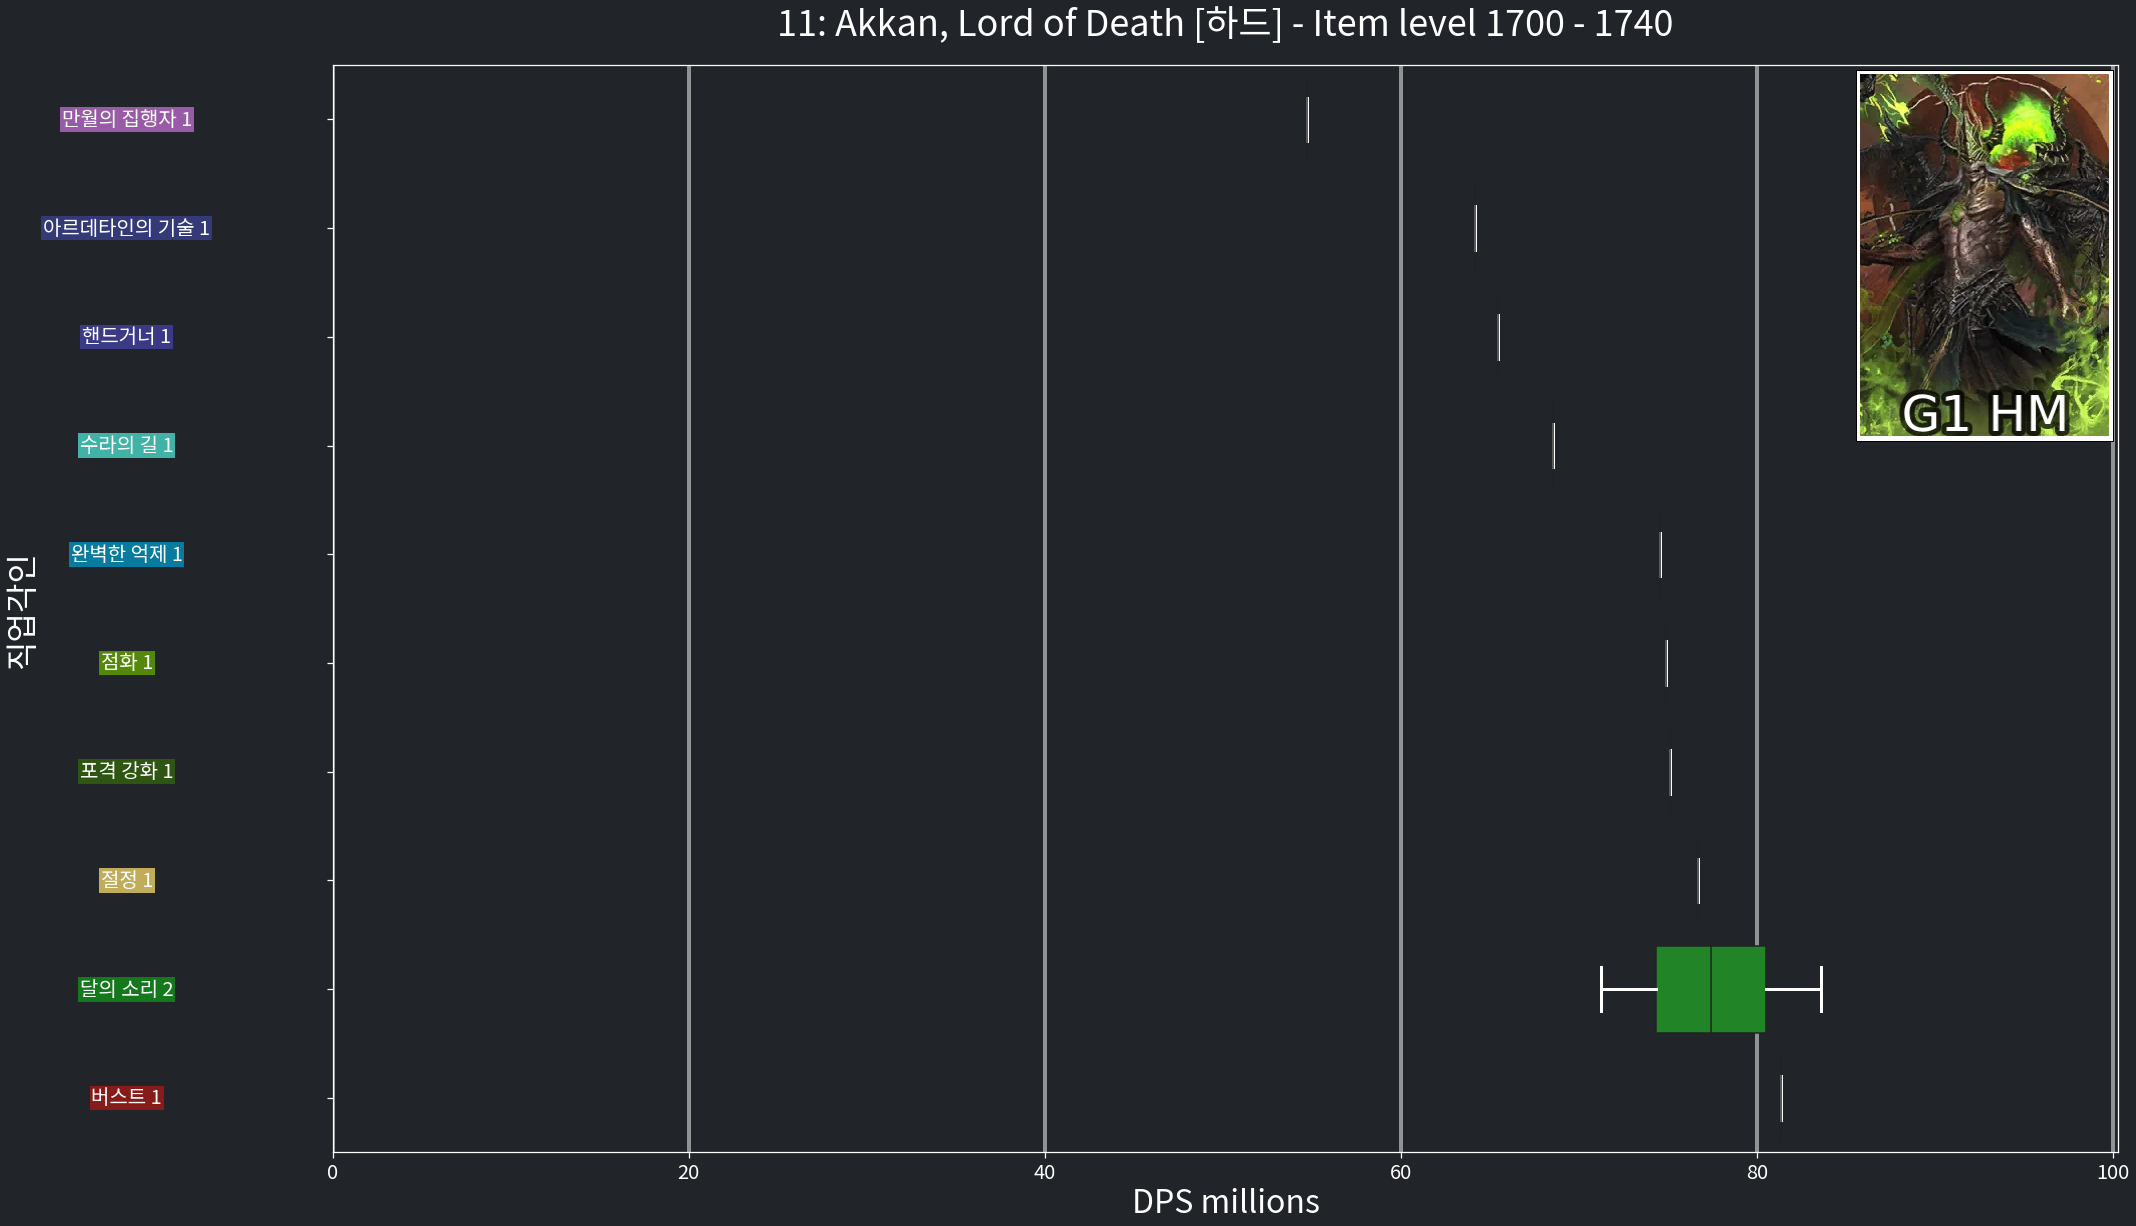 11: Akkan, Lord of Death [하드] - Item level 1700 - 1740
만월의 집행자 1
아르데타인의 기술 1
핸드거너 1
수라의 길 1
완벽한 억제 1
점화 1
포격 강화 1
절정 1
달의 소리 2
버스트 1
직업각인
G1 HM
0 20 40 60 80 100
DPS millions